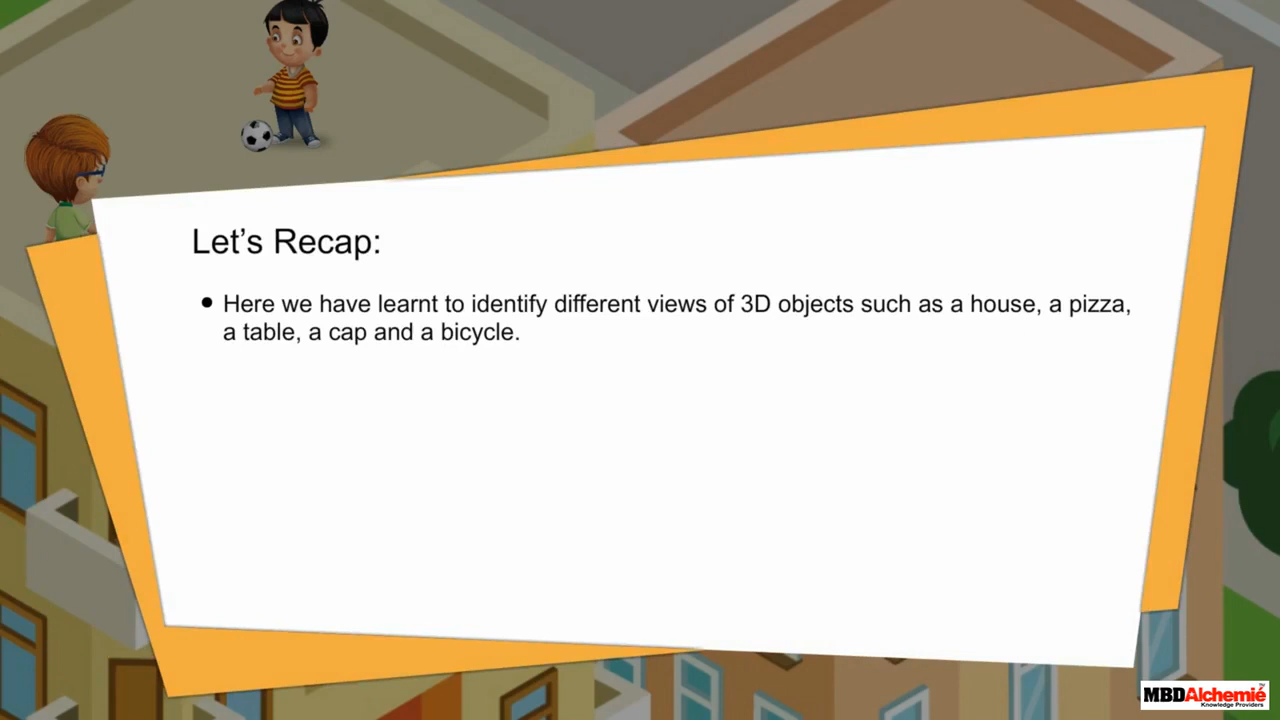 Let’s Recap:
● Here we have learnt to identify different views of 3D objects such as a house, a pizza,
a table, a cap and a bicycle.
MBDAlchemié
Knowledge Providers